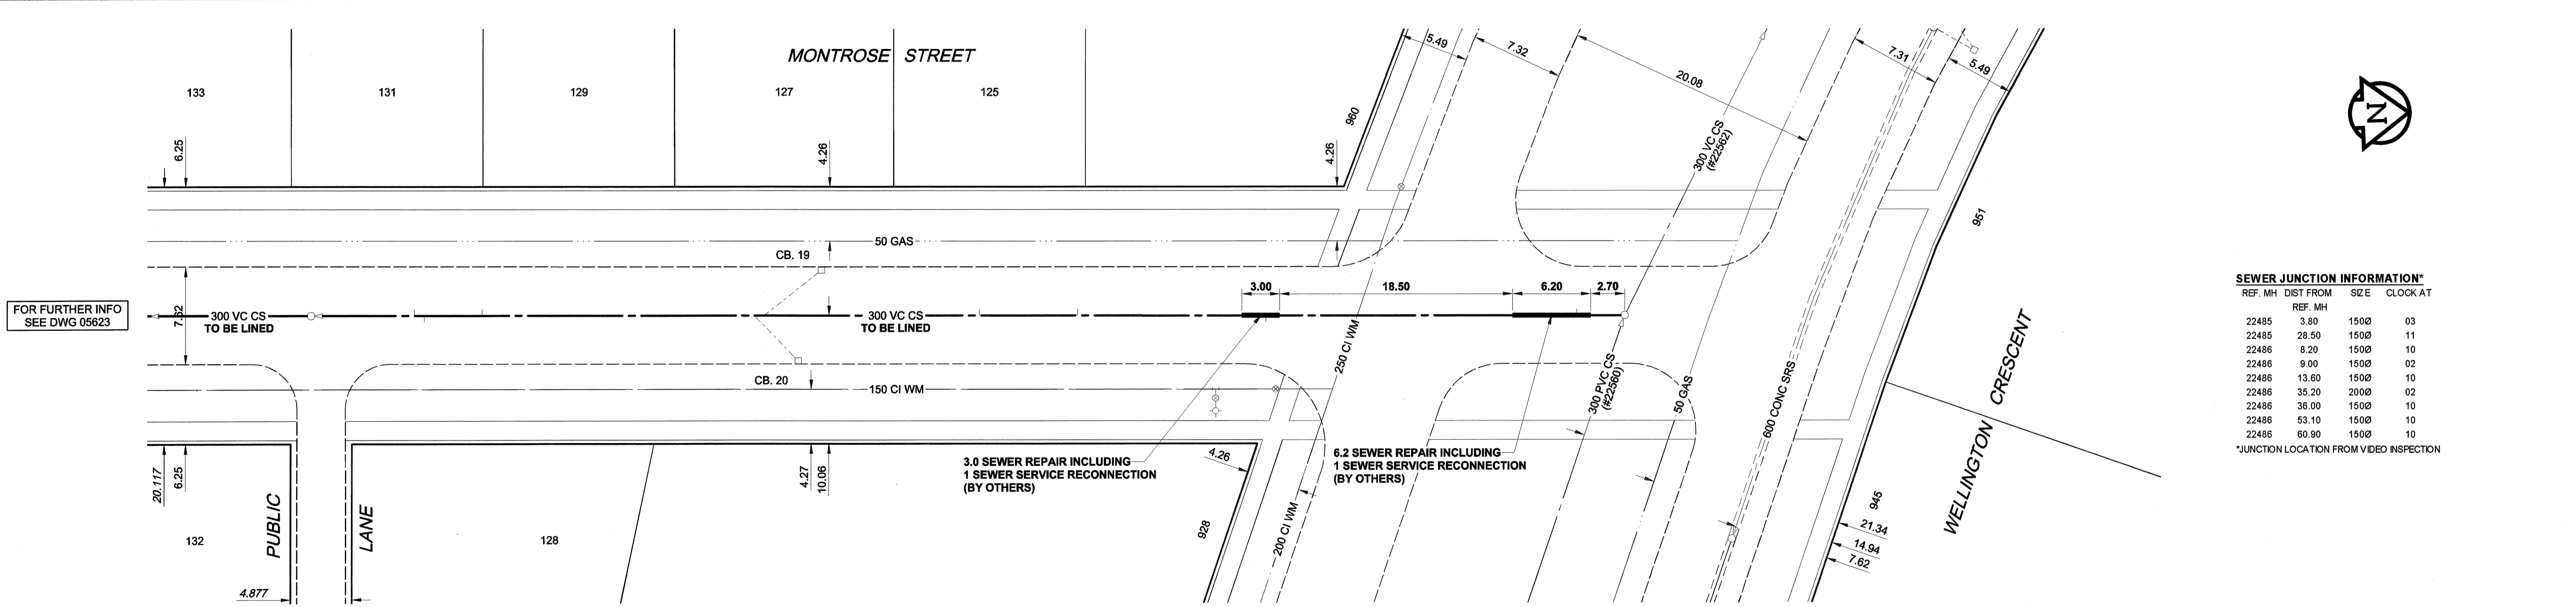 MONTROSE STREET
133
131
129
127
125
960
5.49
7.32
20.08
7.31
5.49
N
6.25
4.26
4.26
300 VC CS
(#22562)
951
50 GAS
CB. 19
SEWER JUNCTION INFORMATION*
REF. MH DIST FROM SIZE CLOCK AT
REF. MH
22485 3.80 150Ø 03
22485 28.50 150Ø 11
22486 8.20 150Ø 10
22486 9.00 150Ø 02
22486 13.60 150Ø 10
22486 35.20 200Ø 02
22486 36.00 150Ø 10
22486 53.10 150Ø 10
22486 60.90 150Ø 10
*JUNCTION LOCATION FROM VIDEO INSPECTION
3.00
18.50
6.20
2.70
FOR FURTHER INFO
SEE DWG 05623
7.62
300 VC CS
TO BE LINED
300 VC CS
TO BE LINED
250 CI WM
300 PVC CS
(#22560)
50 GAS
600 CONC SRS
WELLINGTON CRESCENT
CB. 20
150 CI WM
3.0 SEWER REPAIR INCLUDING
1 SEWER SERVICE RECONNECTION
(BY OTHERS)
6.2 SEWER REPAIR INCLUDING
1 SEWER SERVICE RECONNECTION
(BY OTHERS)
4.26
20.117
6.25
4.27
10.06
PUBLIC LANE
132
128
928
200 CI WM
945
21.34
14.94
7.62
4.877